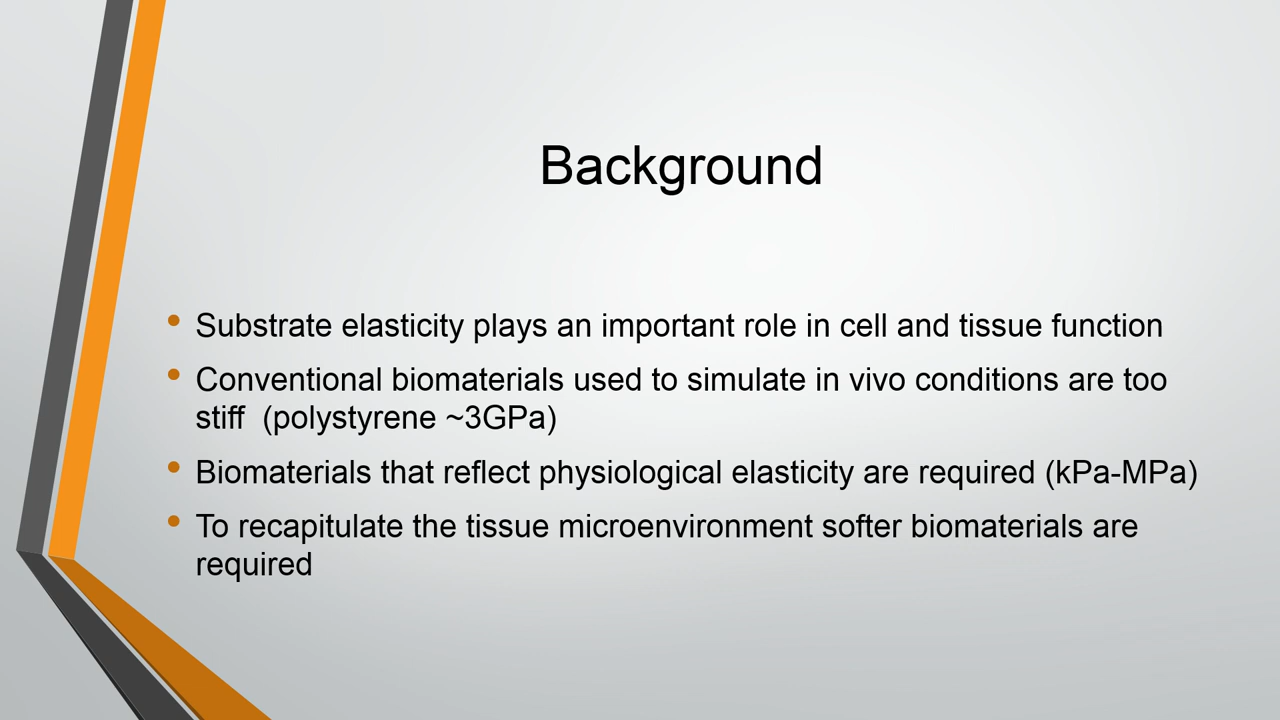 Background
• Substrate elasticity plays an important role in cell and tissue function
• Conventional biomaterials used to simulate in vivo conditions are too
stiff  (polystyrene ~3GPa)
• Biomaterials that reflect physiological elasticity are required (kPa-MPa)
• To recapitulate the tissue microenvironment softer biomaterials are
required